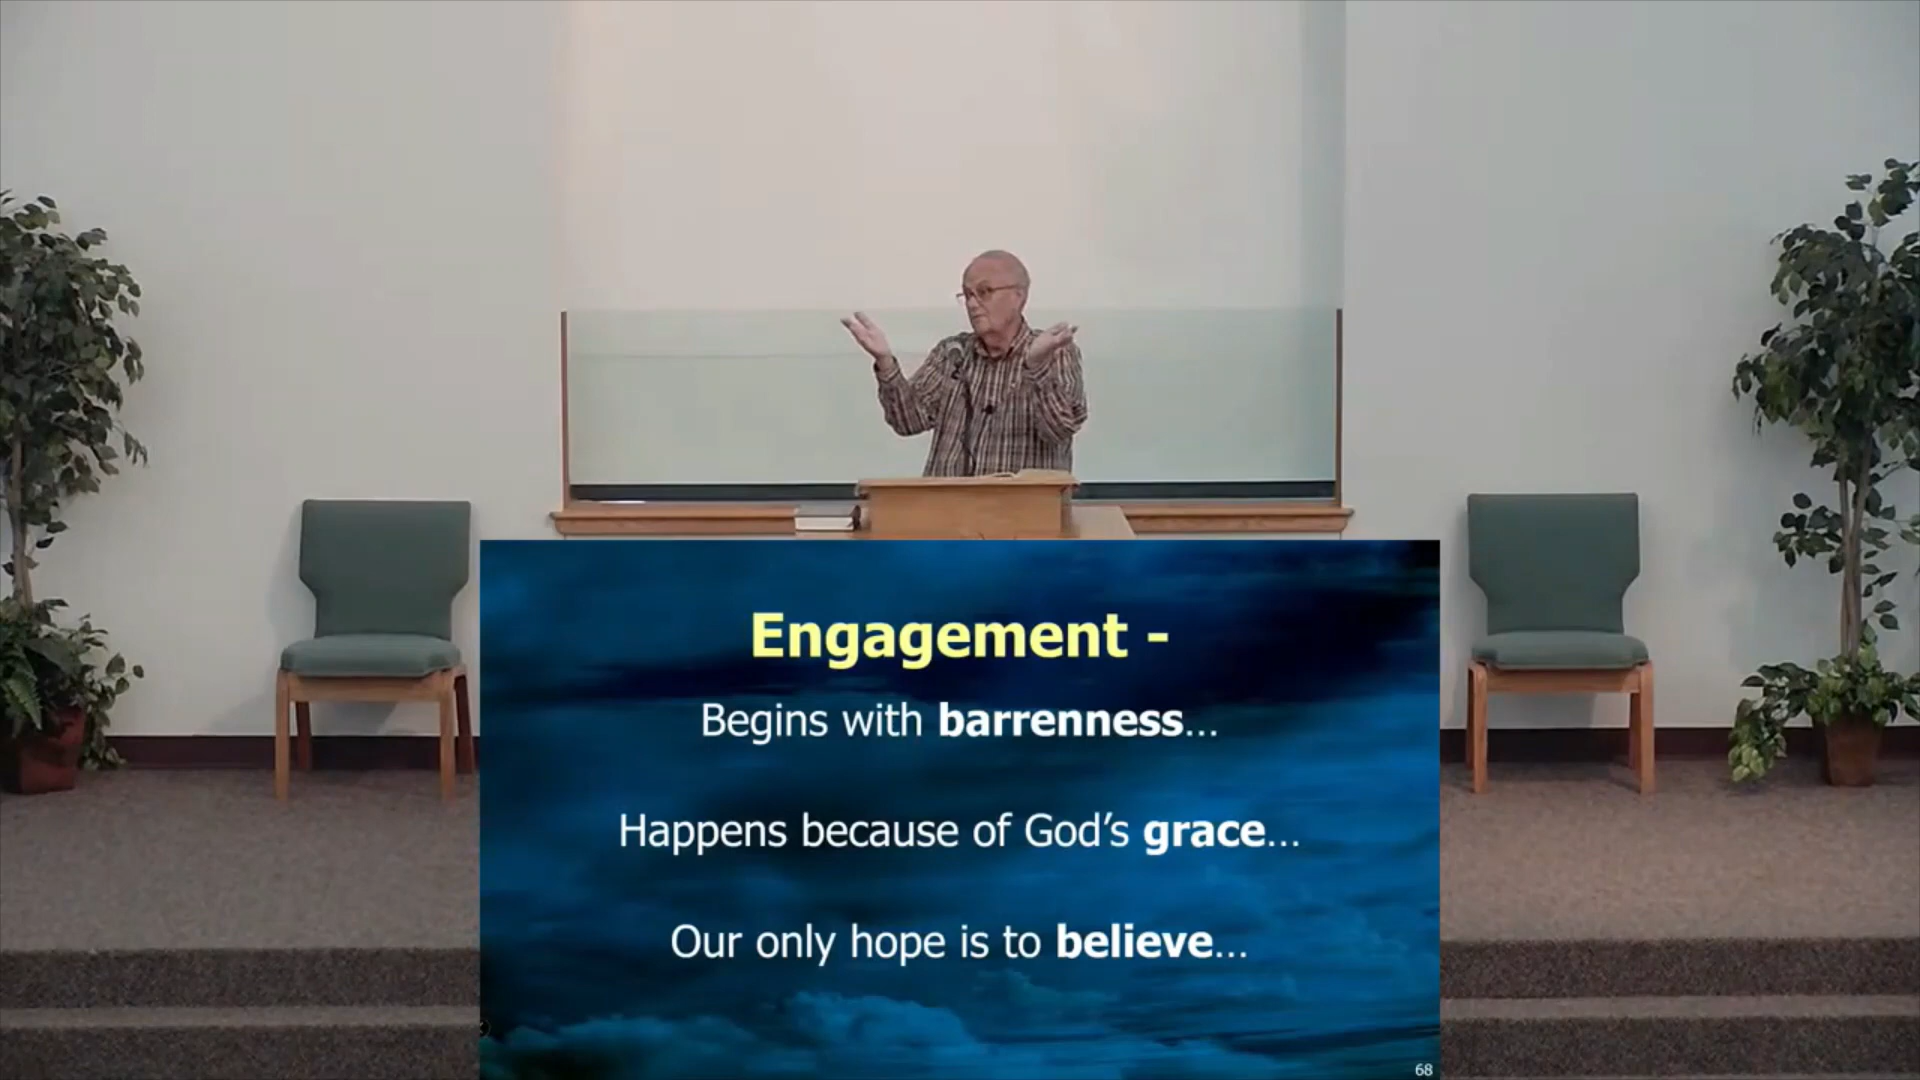 Engagement -
Begins with barrenness...
Happens because of God’s grace...
Our only hope is to believe...
68